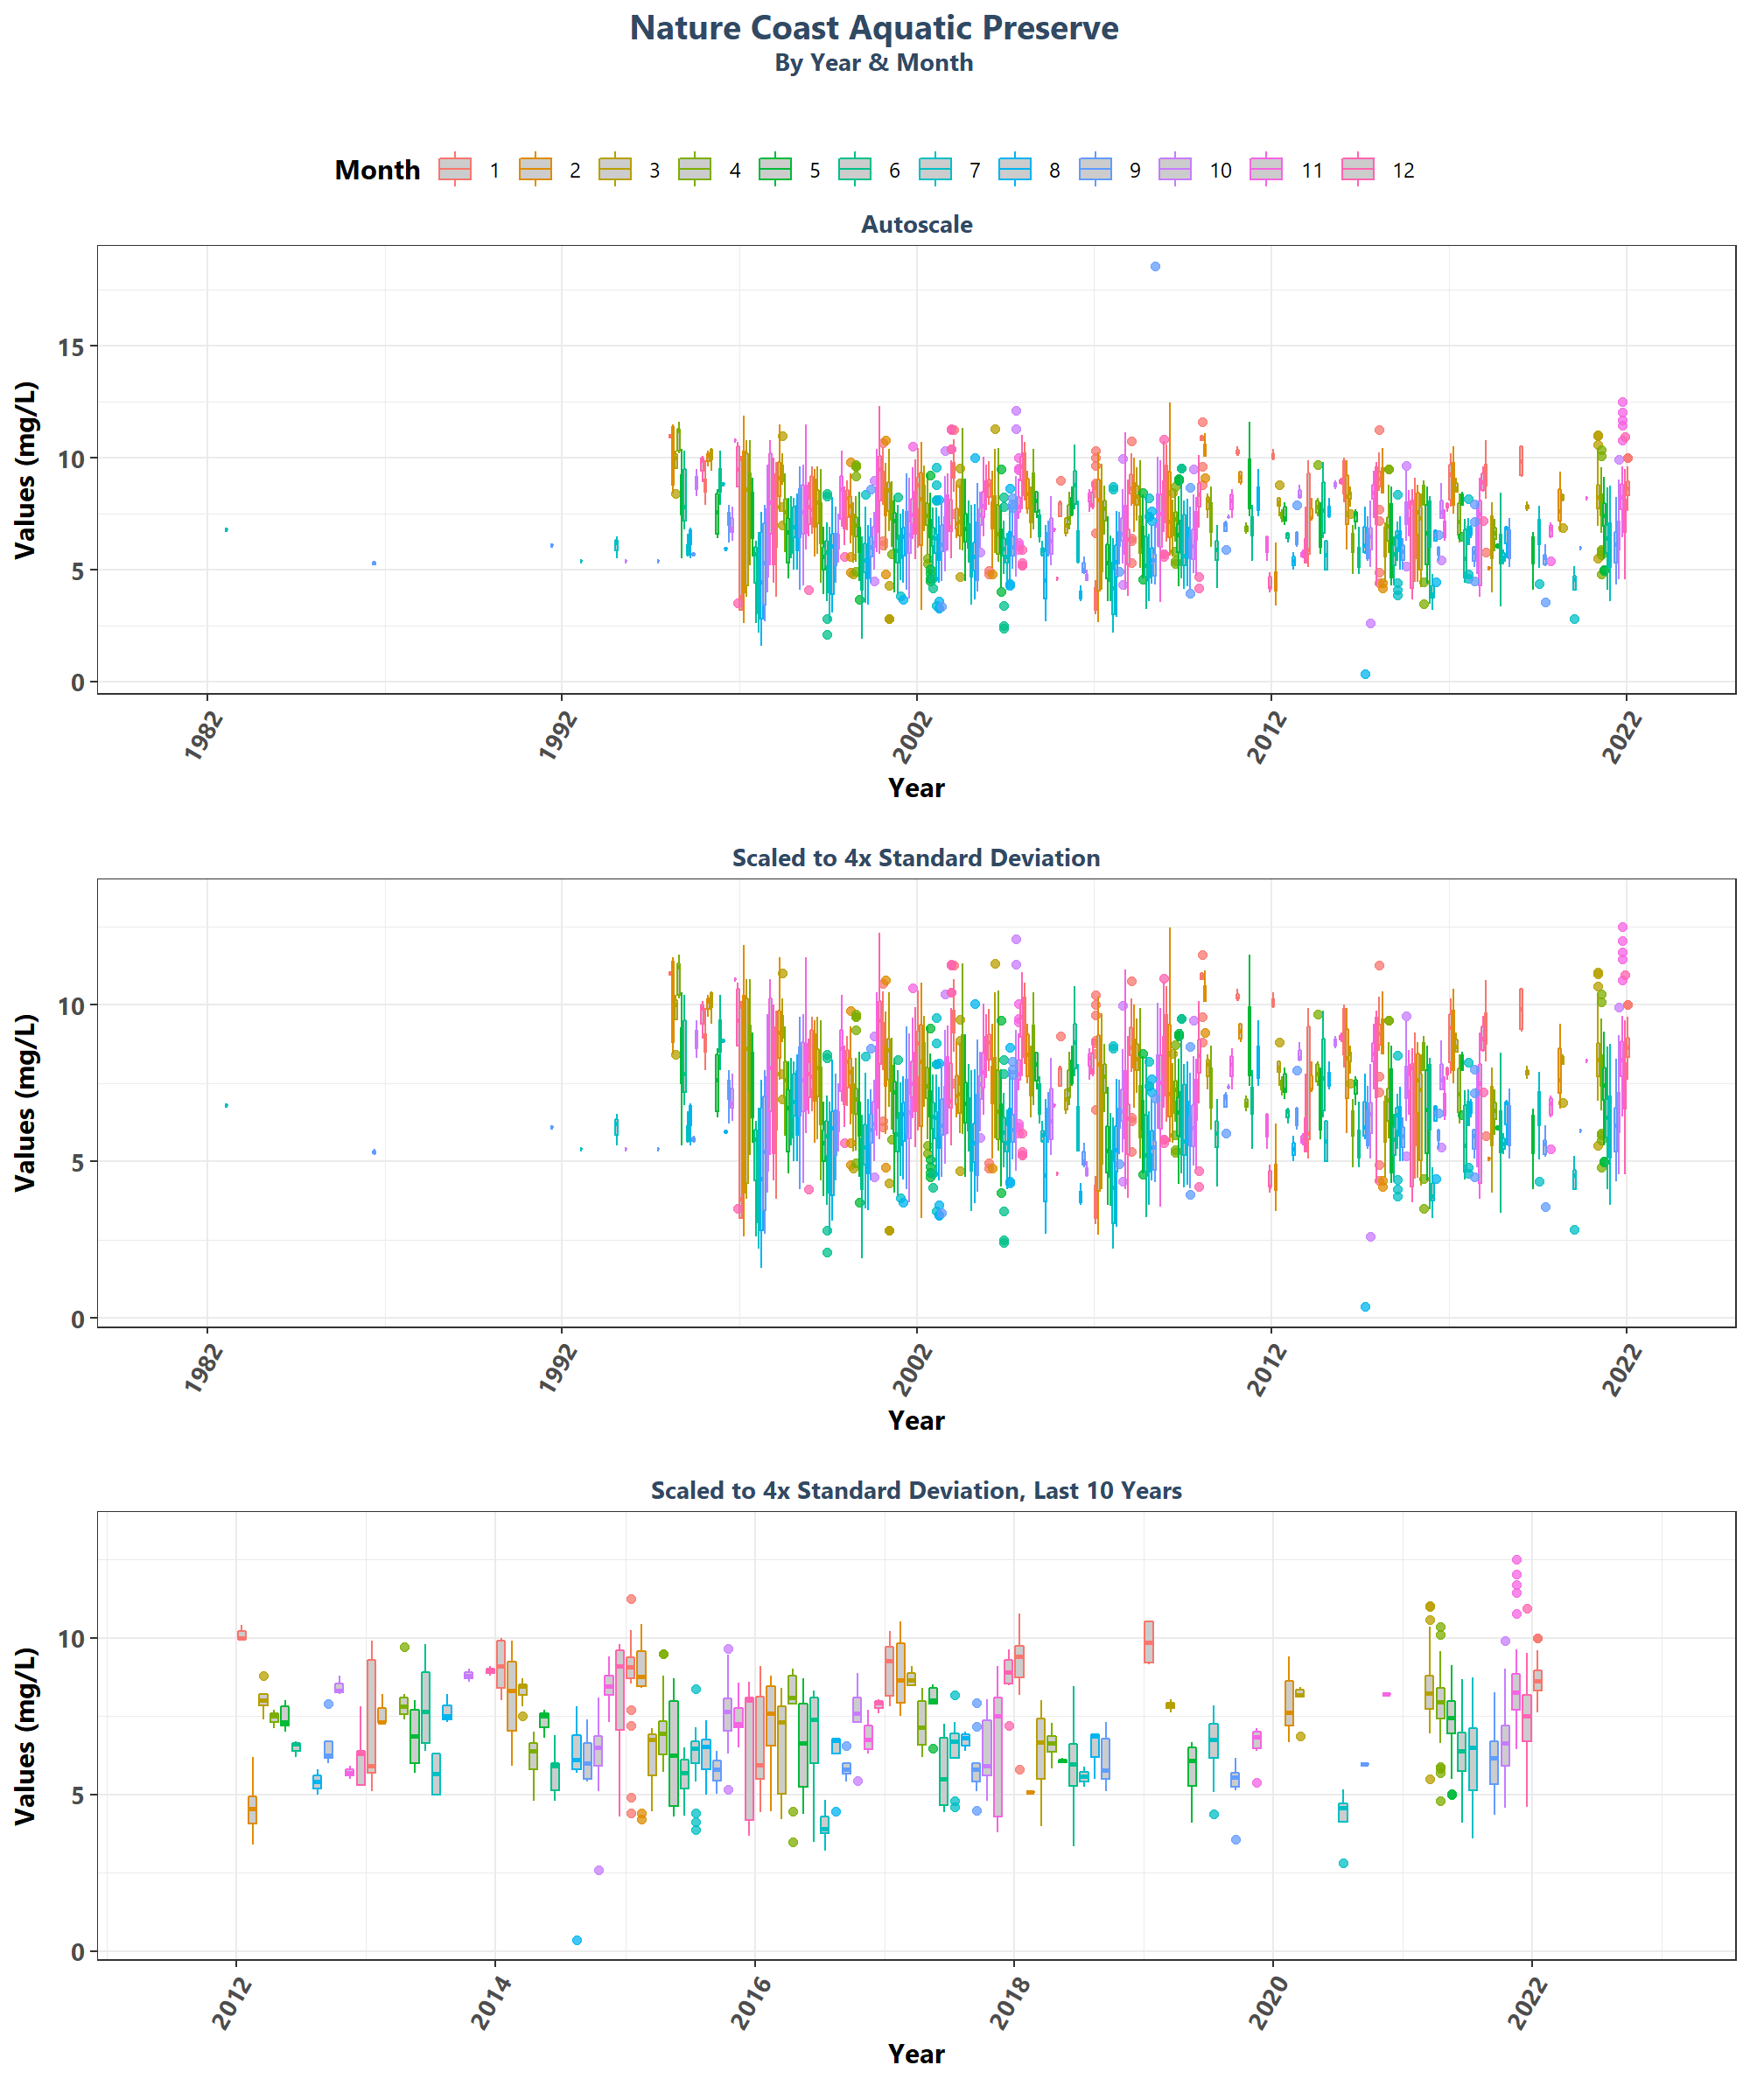 Nature Coast Aquatic Preserve
By Year & Month
Month 1 2 3 4 5 6 7 8 9 10 11 12
Autoscale
Values (mg/L)
15
10
5
0
1982 1992 2002 2012 2022
Year
Scaled to 4x Standard Deviation
Values (mg/L)
10
5
0
1982 1992 2002 2012 2022
Year
Scaled to 4x Standard Deviation, Last 10 Years
Values (mg/L)
10
5
0
2012 2014 2016 2018 2020 2022
Year